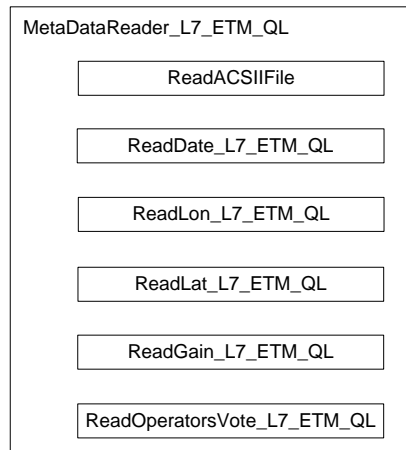 MetaDataReader_L7_ETM_QL
ReadACSIIFile
ReadDate_L7_ETM_QL
ReadLon_L7_ETM_QL
ReadLat_L7_ETM_QL
ReadGain_L7_ETM_QL
ReadOperatorsVote_L7_ETM_QL